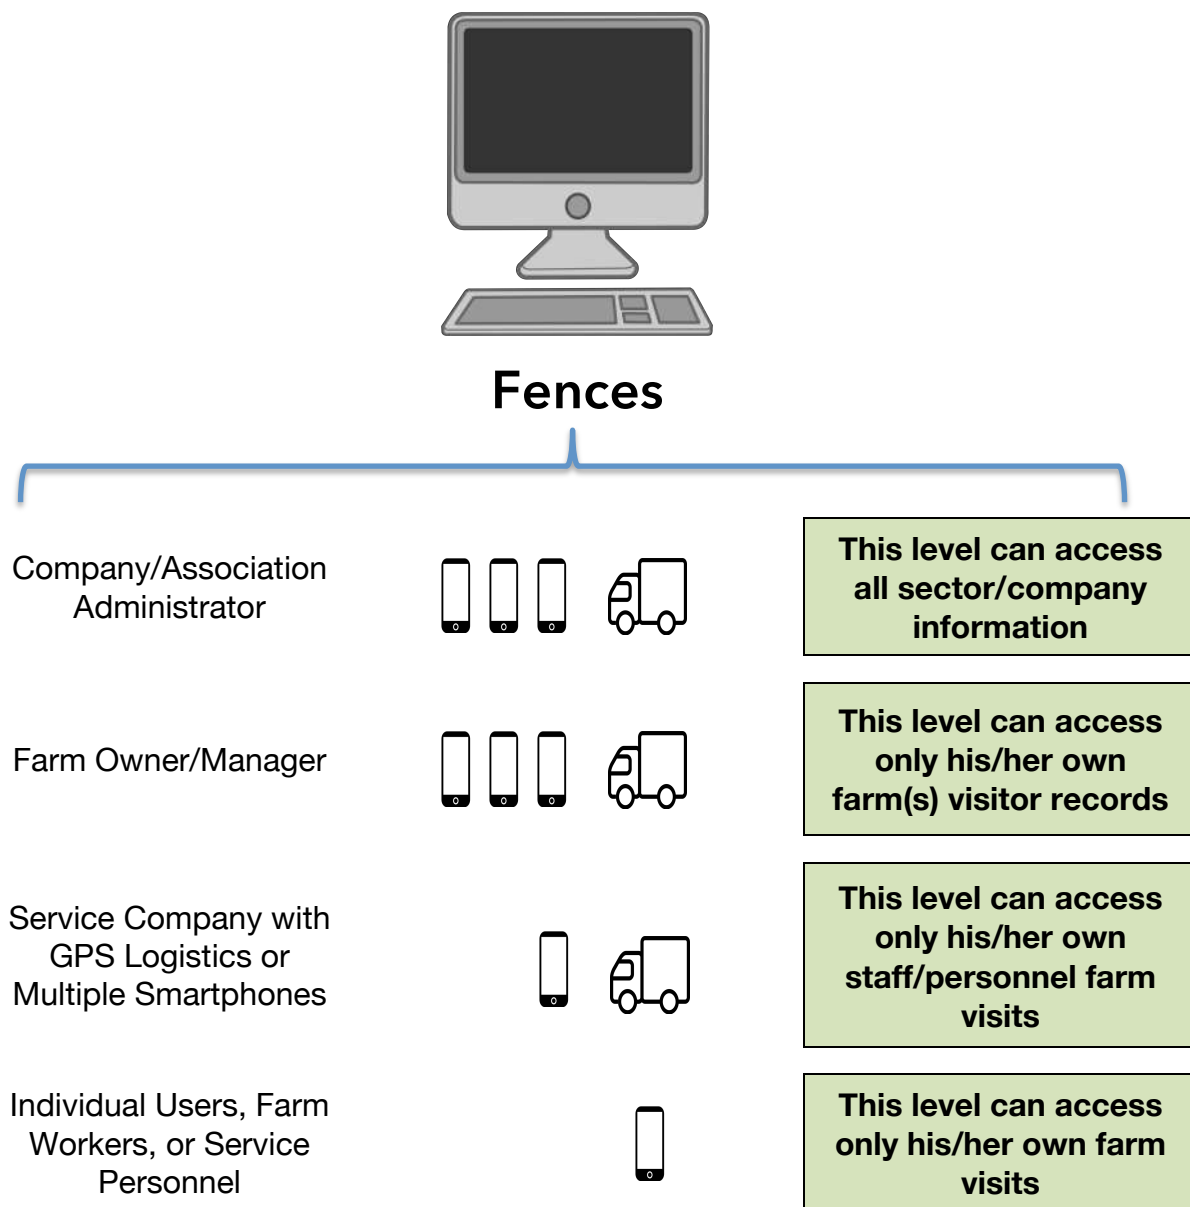 Fences
Company/Association
Administrator
This level can access
all sector/company
information
Farm Owner/Manager
This level can access
only his/her own
farm(s) visitor records
Service Company with
GPS Logistics or
Multiple Smartphones
This level can access
only his/her own
staff/personnel farm
visits
Individual Users, Farm
Workers, or Service
Personnel
This level can access
only his/her own farm
visits